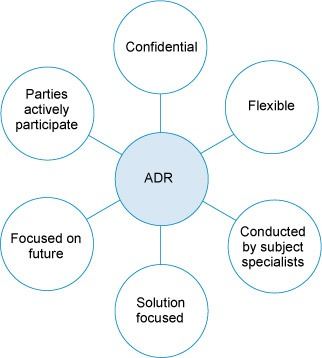 Confidential
Parties
actively
participate
Flexible
ADR
Focused on
future
Conducted
by subject
specialists
Solution
focused